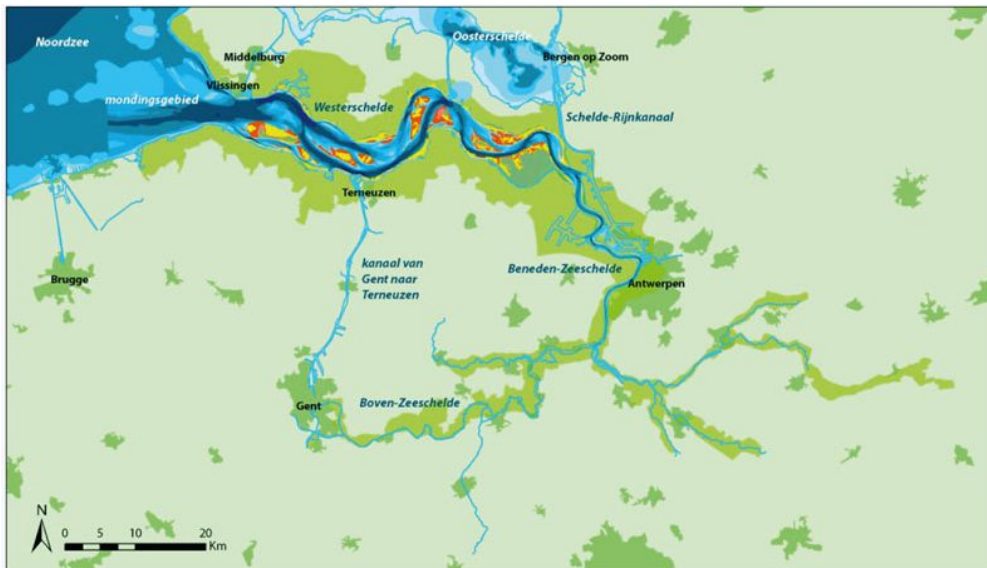 Noordzee
Oosterschelde
Middelburg
Bergen op Zoom
Vlissingen
mondingsgebied
Westerschelde
Schelde-Rijnkanaal
Terneuzen
kanaal van
Gent naar
Terneuzen
Beneden-Zeeschelde
Brugge
Antwerpen
Gent
Boven-Zeeschelde
N
0 5 10 20
Km